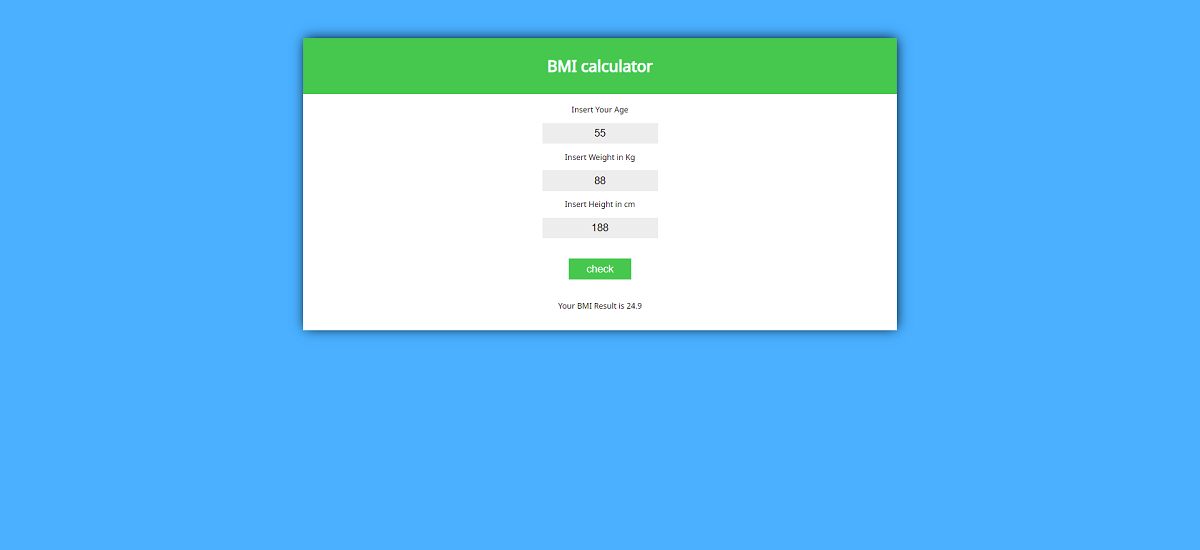 BMI calculator
Insert Your Age
55
Insert Weight in Kg
88
Insert Height in cm
188
check
Your BMI Result is 24.9